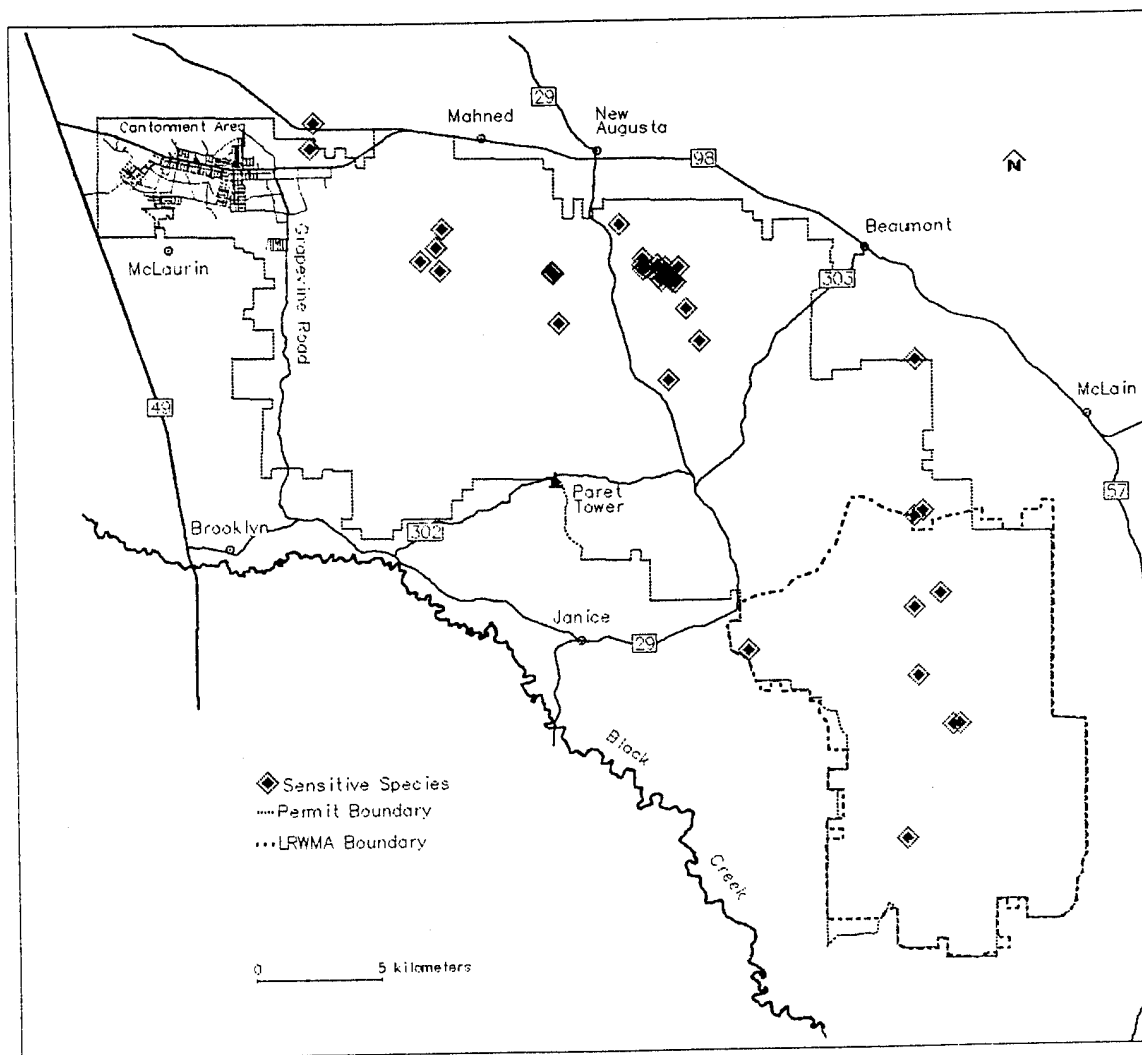 29
New
Augusta
Mahned
Cantonment Area
98
N
Beaumont
McLaurin
Grapevine Road
303
49
McLain
57
Paret
Tower
Brooklyn
302
Janice
29
Black
Creek
Sensitive Species
Permit Boundary
LRWMA Boundary
0 5 kilometers